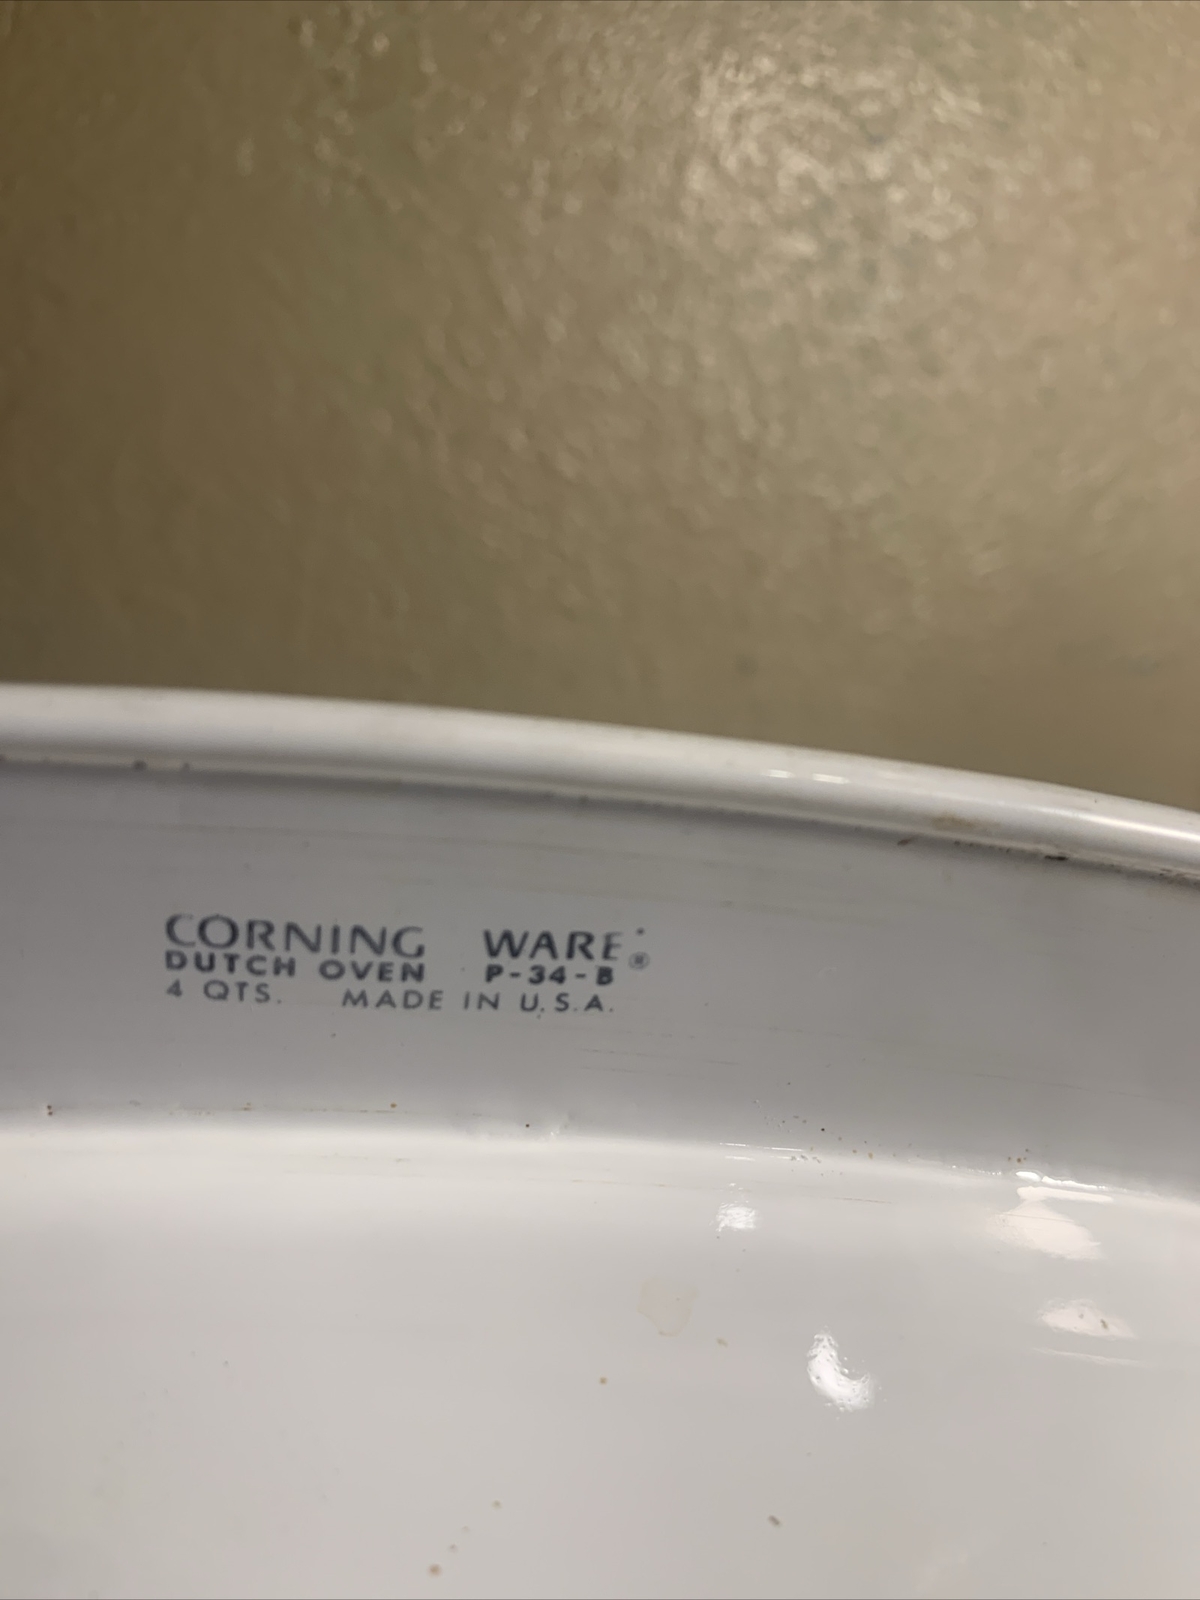 CORNING WARE®
DUTCH OVEN P-34-B
4 QTS. MADE IN U.S.A.